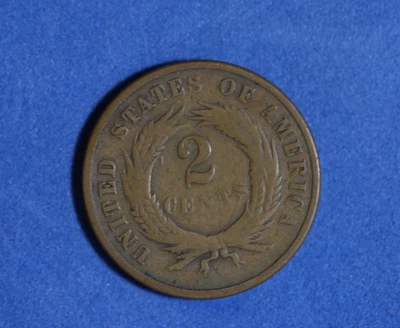 UNITED STATES OF AMERICA
2
CENTS